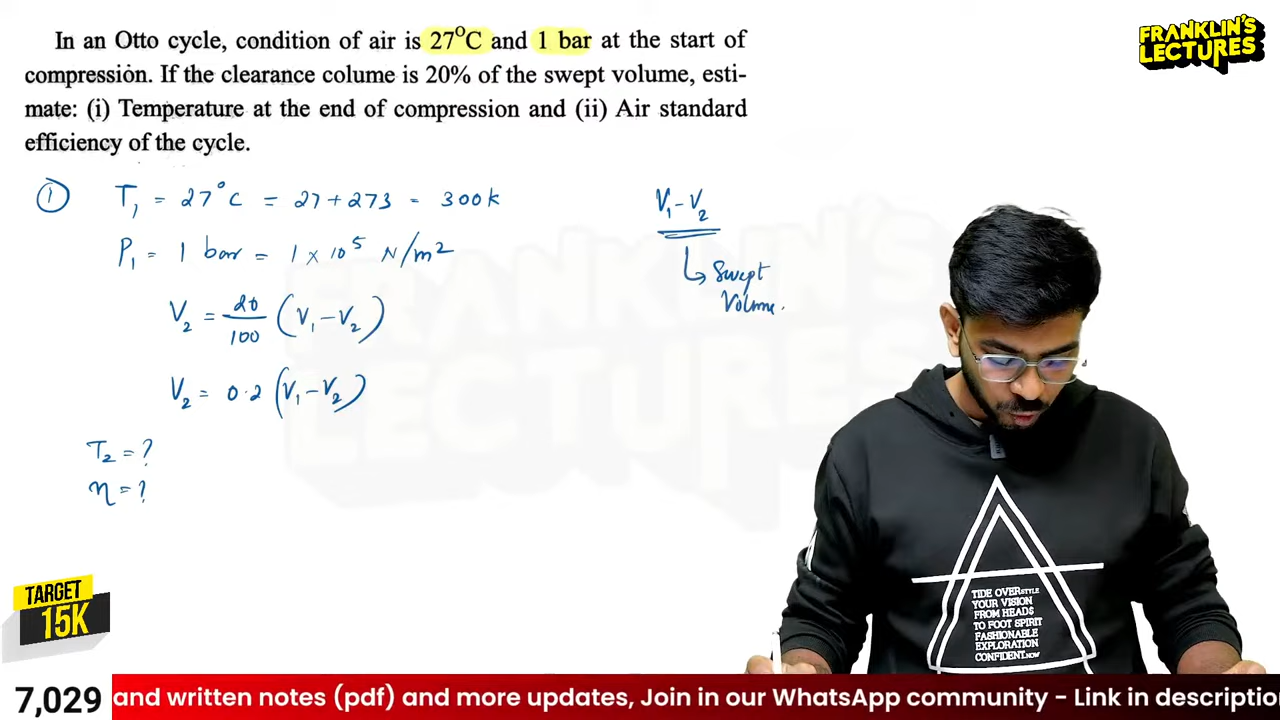 In an Otto cycle, condition of air is 27°C and 1 bar at the start of
compression. If the clearance colume is 20% of the swept volume, esti-
mate: (i) Temperature at the end of compression and (ii) Air standard
efficiency of the cycle.
FRANKLIN'S
LECTURES
① T₁ = 27°C = 27+273 = 300k
P₁ = 1 bar = 1 × 10⁵ N/m²
V₂ = 20/100 (V₁ - V₂)
V₂ = 0.2 (V₁ - V₂)
T₂ = ?
η = ?
V₁ - V₂
↳ Swept
Volume.
FRANKLIN'S
LECTURES
TIDE OVERSTYLE
YOUR VISION
FROM HEADS
TO FOOT SPIRIT
FASHIONABLE
EXPLORATION
CONFIDENT.NOW
TARGET
15K
7,029 and written notes (pdf) and more updates, Join in our WhatsApp community - Link in descriptio